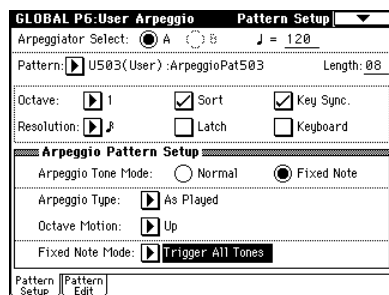 GLOBAL P6:User Arpeggio Pattern Setup
Arpeggiator Select: A B ♩ = 120
Pattern: U503(User) :ArpeggioPat503 Length: 08
Octave: 1 Sort Key Sync.
Resolution: ♪ Latch Keyboard
Arpeggio Pattern Setup
Arpeggio Tone Mode: Normal Fixed Note
Arpeggio Type: As Played
Octave Motion: Up
Fixed Note Mode: Trigger All Tones
Pattern Setup Pattern Edit